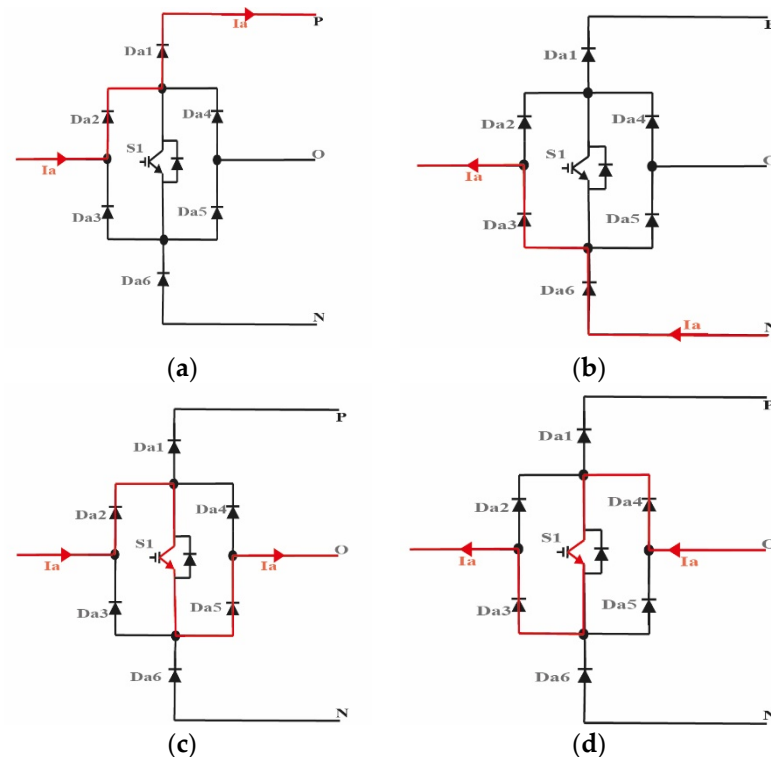 Ia P
Da1
Da2 Da4
S1 O
Ia
Da3 Da5
Da6
N
(a)
P
Da1
Da2 Da4
S1
Ia
Da3 Da5
Da6
Ia N
(b)
P
Da1
Da2 Da4
S1 O
Ia Ia
Da3 Da5
Da6
N
(c)
P
Da1
Da2 Da4
S1
Ia Ia
Da3 Da5
Da6
N
(d)